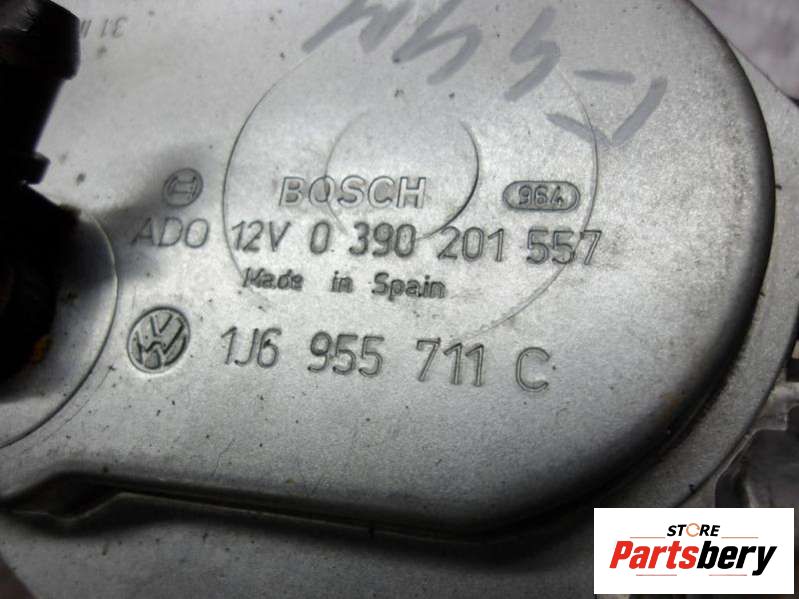 BOSCH 964
ADO 12V 0 390 201 557
Made in Spain
1J6 955 711 C
STORE
Partsbery